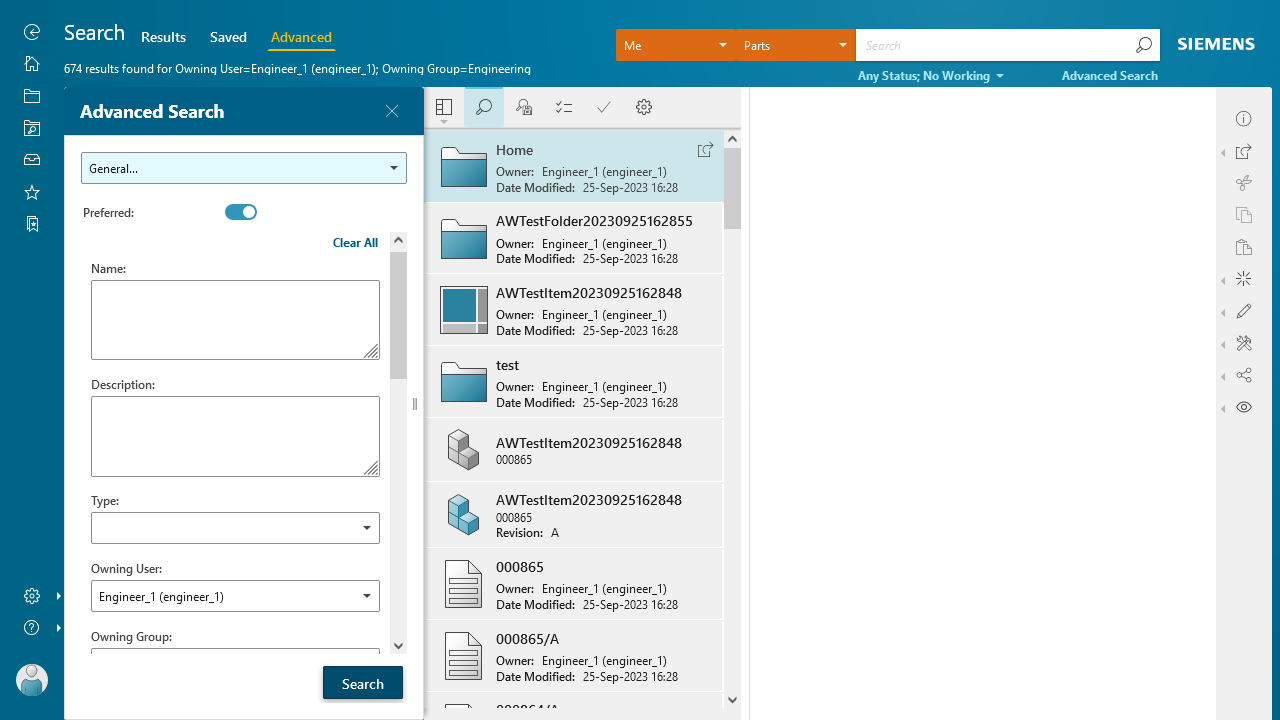 Search
Results
Saved
Advanced
674 results found for Owning User=Engineer_1 (engineer_1); Owning Group=Engineering
Me
Parts
Search
SIEMENS
Any Status; No Working
Advanced Search
Advanced Search
General...
Preferred:
Clear All
Name:
Description:
Type:
Owning User:
Engineer_1 (engineer_1)
Owning Group:
Search
Home
Owner: Engineer_1 (engineer_1)
Date Modified: 25-Sep-2023 16:28
AWTestFolder20230925162855
Owner: Engineer_1 (engineer_1)
Date Modified: 25-Sep-2023 16:28
AWTestItem20230925162848
Owner: Engineer_1 (engineer_1)
Date Modified: 25-Sep-2023 16:28
test
Owner: Engineer_1 (engineer_1)
Date Modified: 25-Sep-2023 16:28
AWTestItem20230925162848
000865
AWTestItem20230925162848
000865
Revision: A
000865
Owner: Engineer_1 (engineer_1)
Date Modified: 25-Sep-2023 16:28
000865/A
Owner: Engineer_1 (engineer_1)
Date Modified: 25-Sep-2023 16:28
000864/A